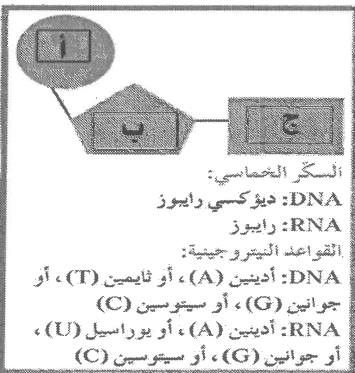 أ
ب
ج
السكّر الخماسي:
DNA: ديؤكسي رايبوز
RNA: رايبوز
القواعد النيتروجينية:
DNA: أدينين (A)، أو ثايمين (T)، أو
جوانين (G)، أو سيتوسين (C)
RNA: أدينين (A)، أو يوراسيل (U)،
أو جوانين (G)، أو سيتوسين (C)